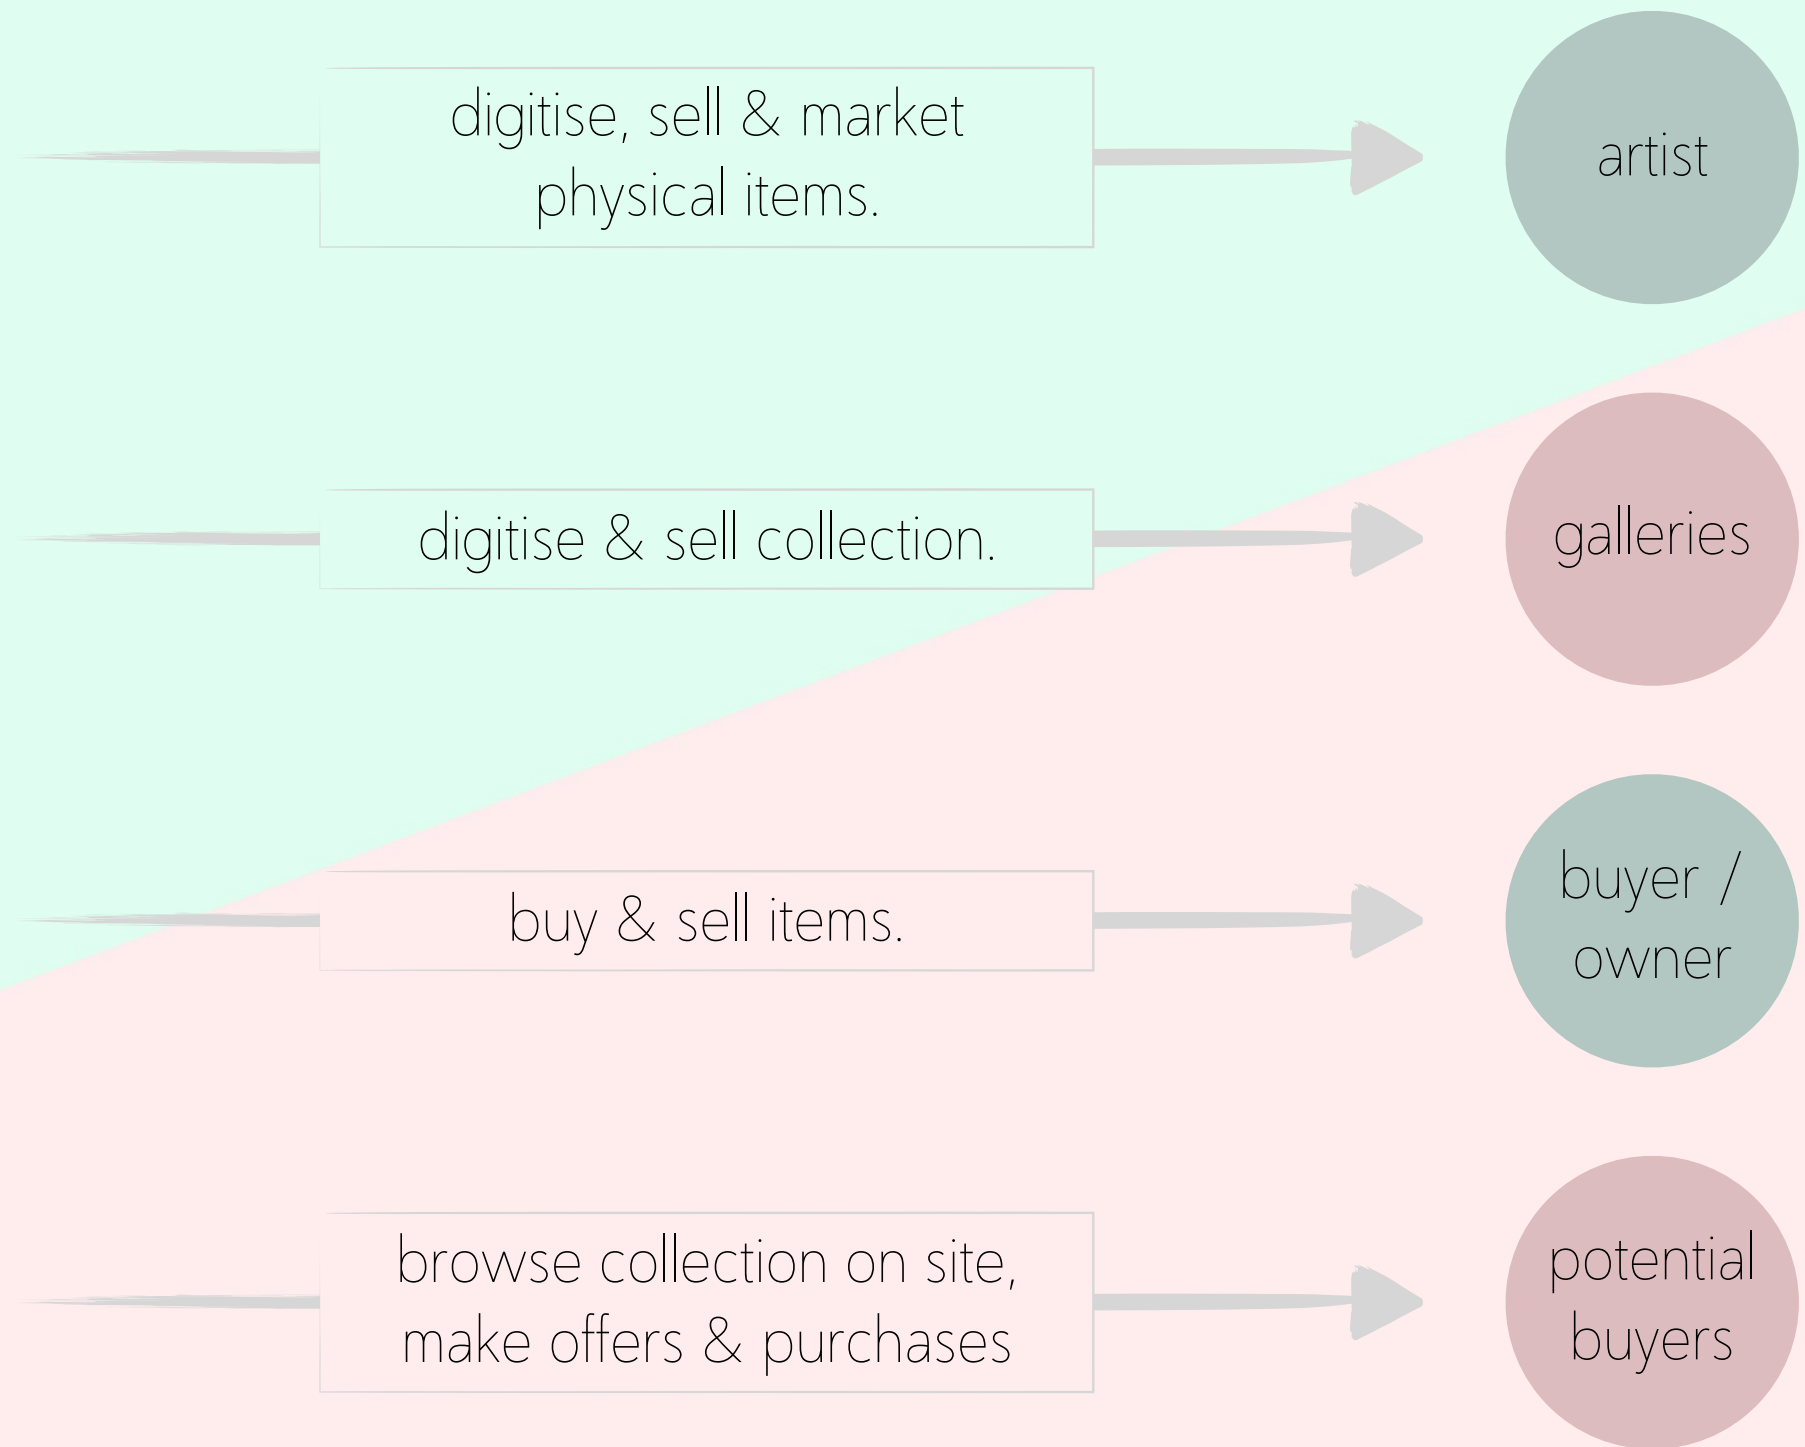 digitise, sell & market
physical items.
artist
digitise & sell collection.
galleries
buy & sell items.
buyer /
owner
browse collection on site,
make offers & purchases
potential
buyers